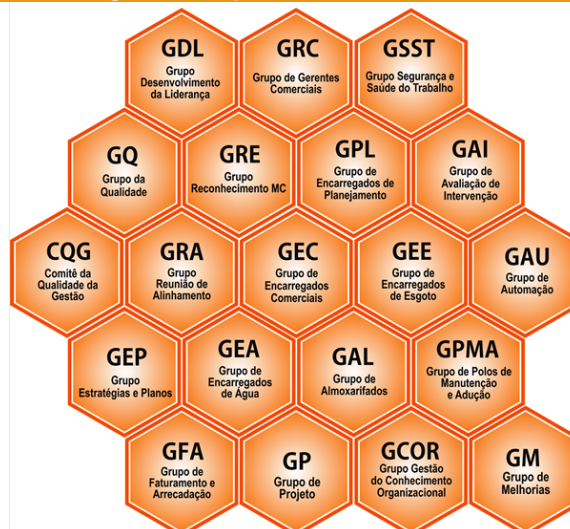 GDL
Grupo
Desenvolvimento
da Liderança
GRC
Grupo de Gerentes
Comerciais
GSST
Grupo Segurança e
Saúde do Trabalho
GQ
Grupo da
Qualidade
GRE
Grupo
Reconhecimento MC
GPL
Grupo de
Encarregados de
Planejamento
GAI
Grupo de
Avaliação de
Intervenção
CQG
Comitê da
Qualidade da
Gestão
GRA
Grupo
Reunião de
Alinhamento
GEC
Grupo de
Encarregados
Comerciais
GEE
Grupo de
Encarregados
de Esgoto
GAU
Grupo de
Automação
GEP
Grupo
Estratégias e Planos
GEA
Grupo de
Encarregados
de Água
GAL
Grupo de
Almoxarifados
GPMA
Grupo de Polos de
Manutenção
e Adução
GFA
Grupo de
Faturamento e
Arrecadação
GP
Grupo de
Projeto
GCOR
Grupo Gestão
do Conhecimento
Organizacional
GM
Grupo de
Melhorias